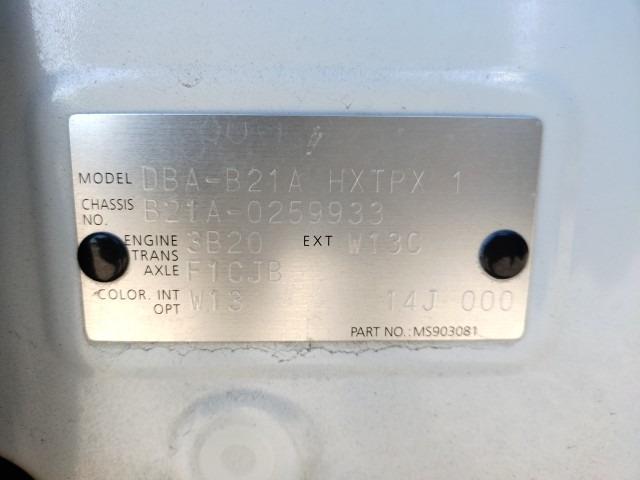 MODEL DBA-B21A HXTPX 1
CHASSIS NO. B21A-0259933
ENGINE 3B20 EXT W13C
TRANS AXLE F1CJB
COLOR. INT W13 14J 000
OPT
PART NO.:MS903081